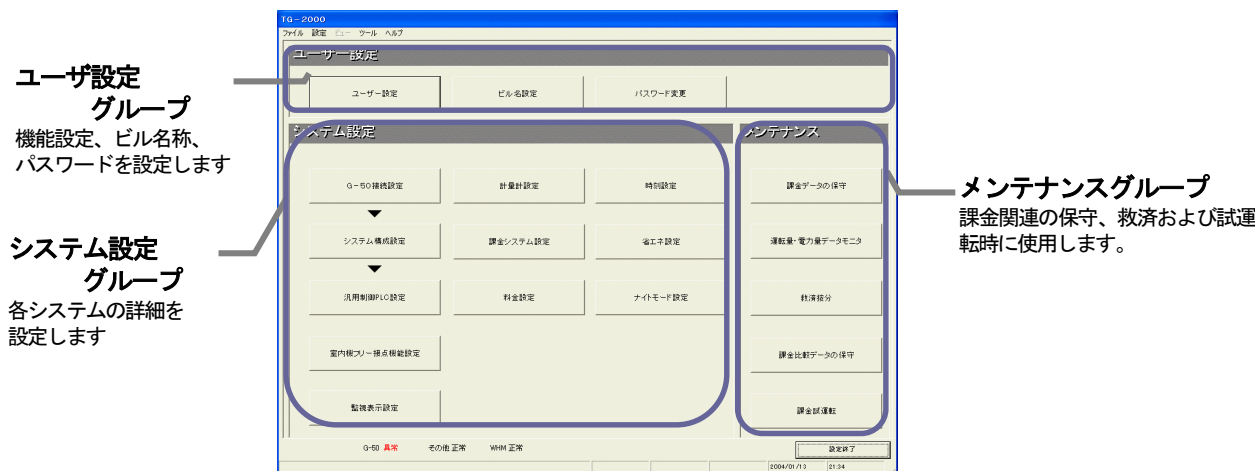 TG-2000
ファイル 設定 ビュー ツール ヘルプ
ユーザー設定
ユーザー設定 ビル名設定 パスワード変更
システム設定
G-50接続設定 計量計設定 時刻設定
システム構成設定 課金システム設定 省エネ設定
汎用制御PLC設定 料金設定 ナイトモード設定
室内機フリー接点機能設定
監視表示設定
メンテナンス
課金データの保守
運転量・電力量データモニタ
救済按分
課金比較データの保守
課金試運転
G-50 異常 その他 正常 WHM 正常
設定終了
2004/01/13 21:34
ユーザ設定
グループ
機能設定、ビル名称、
パスワードを設定します
システム設定
グループ
各システムの詳細を
設定します
メンテナンスグループ
課金関連の保守、救済および試運
転時に使用します。